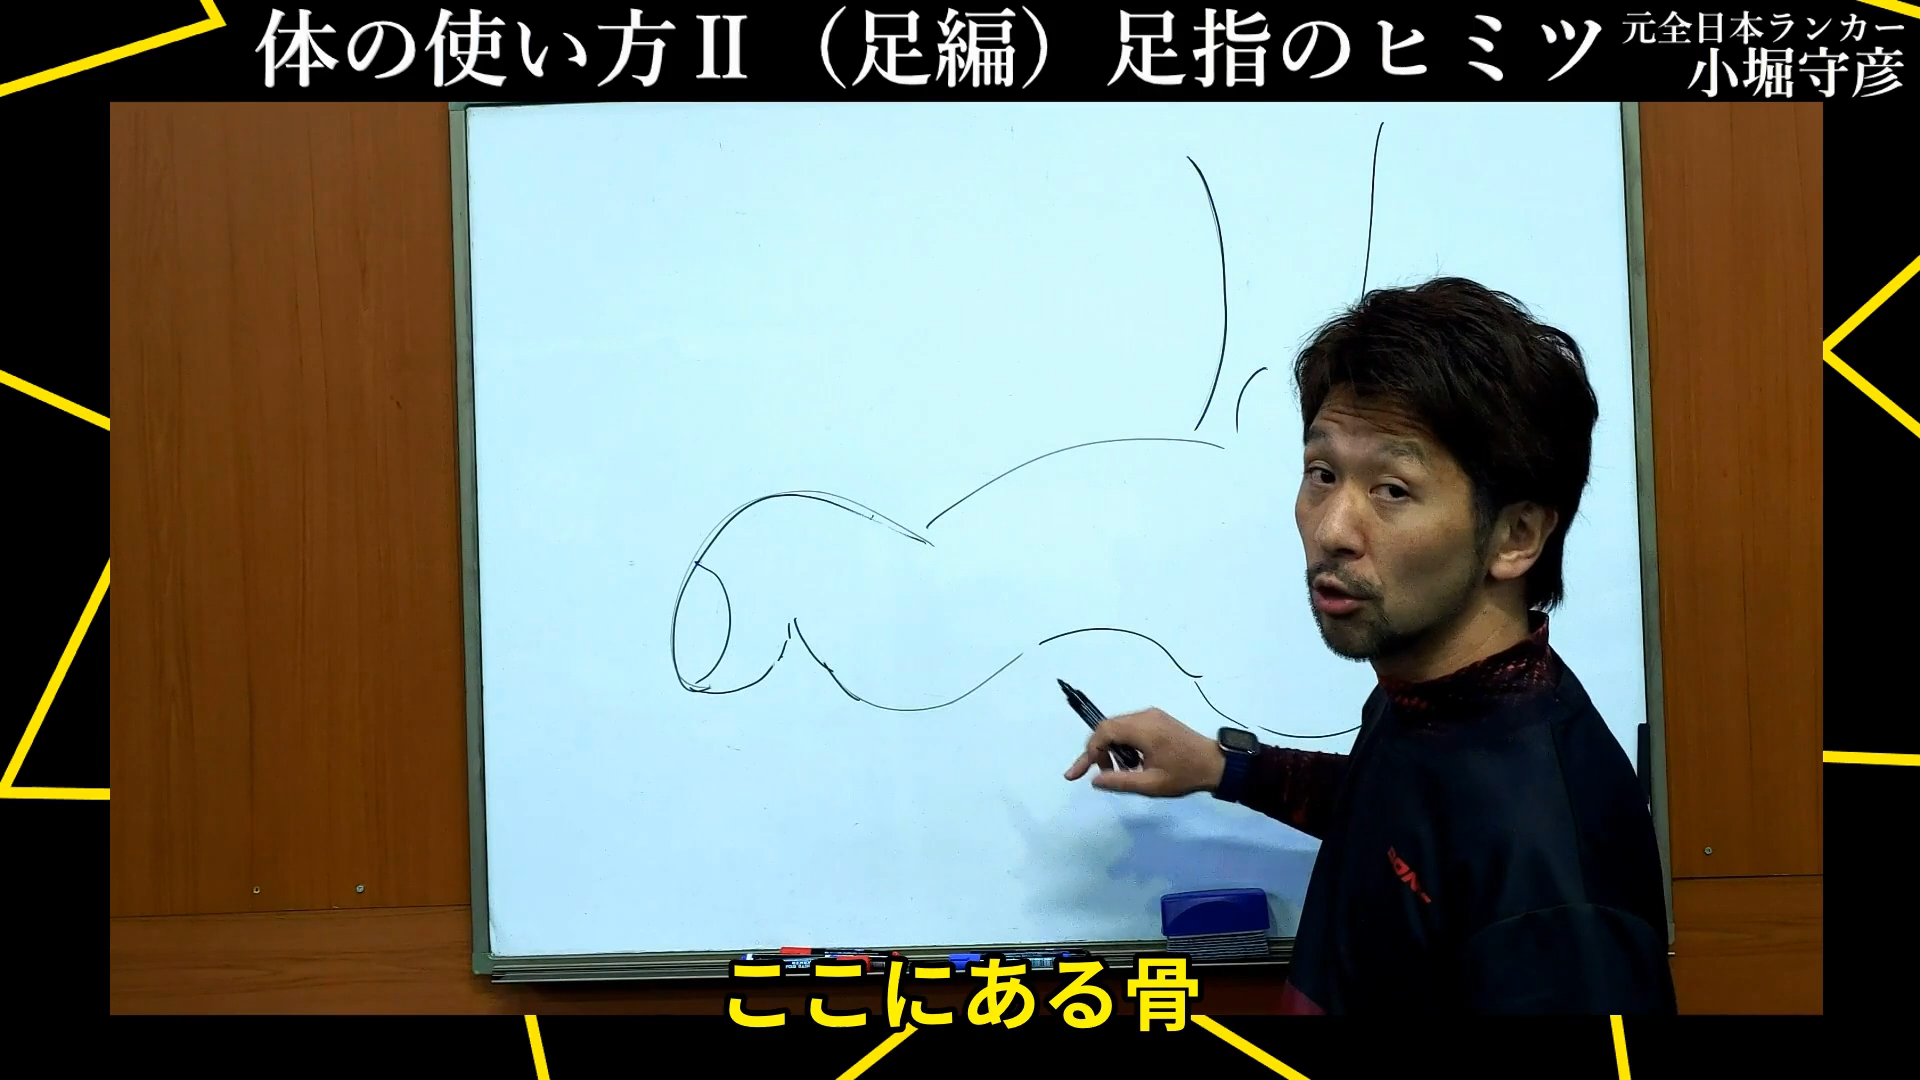 体の使い方Ⅱ（足編）足指のヒミツ
元全日本ランカー
小堀守彦
ここにある骨